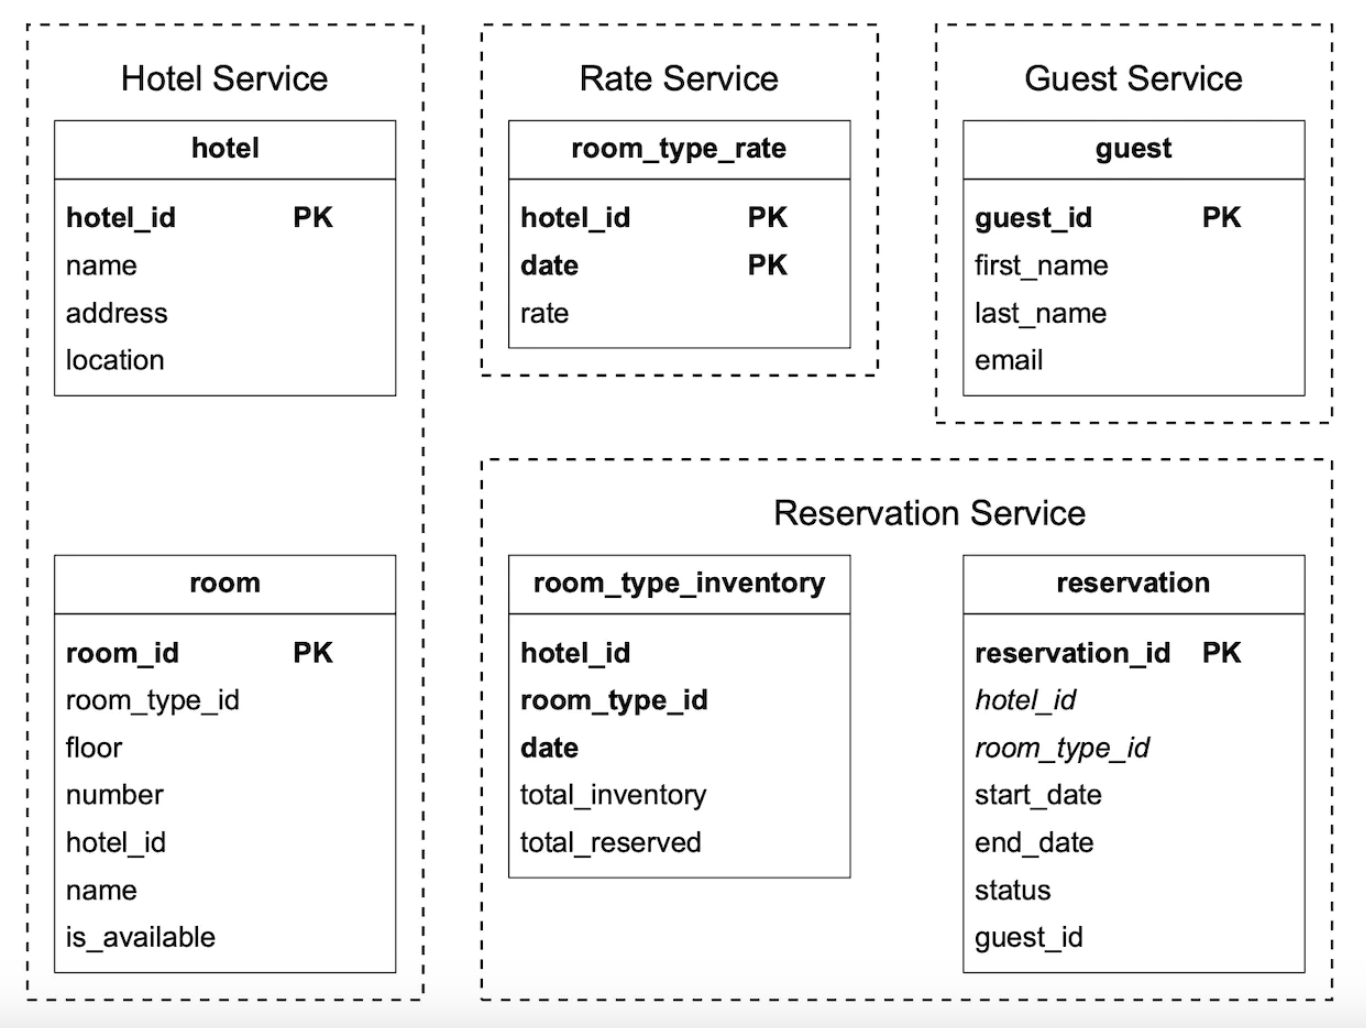 Hotel Service
hotel
hotel_id PK
name
address
location
room
room_id PK
room_type_id
floor
number
hotel_id
name
is_available
Rate Service
room_type_rate
hotel_id PK
date PK
rate
Guest Service
guest
guest_id PK
first_name
last_name
email
Reservation Service
room_type_inventory
hotel_id
room_type_id
date
total_inventory
total_reserved
reservation
reservation_id PK
hotel_id
room_type_id
start_date
end_date
status
guest_id